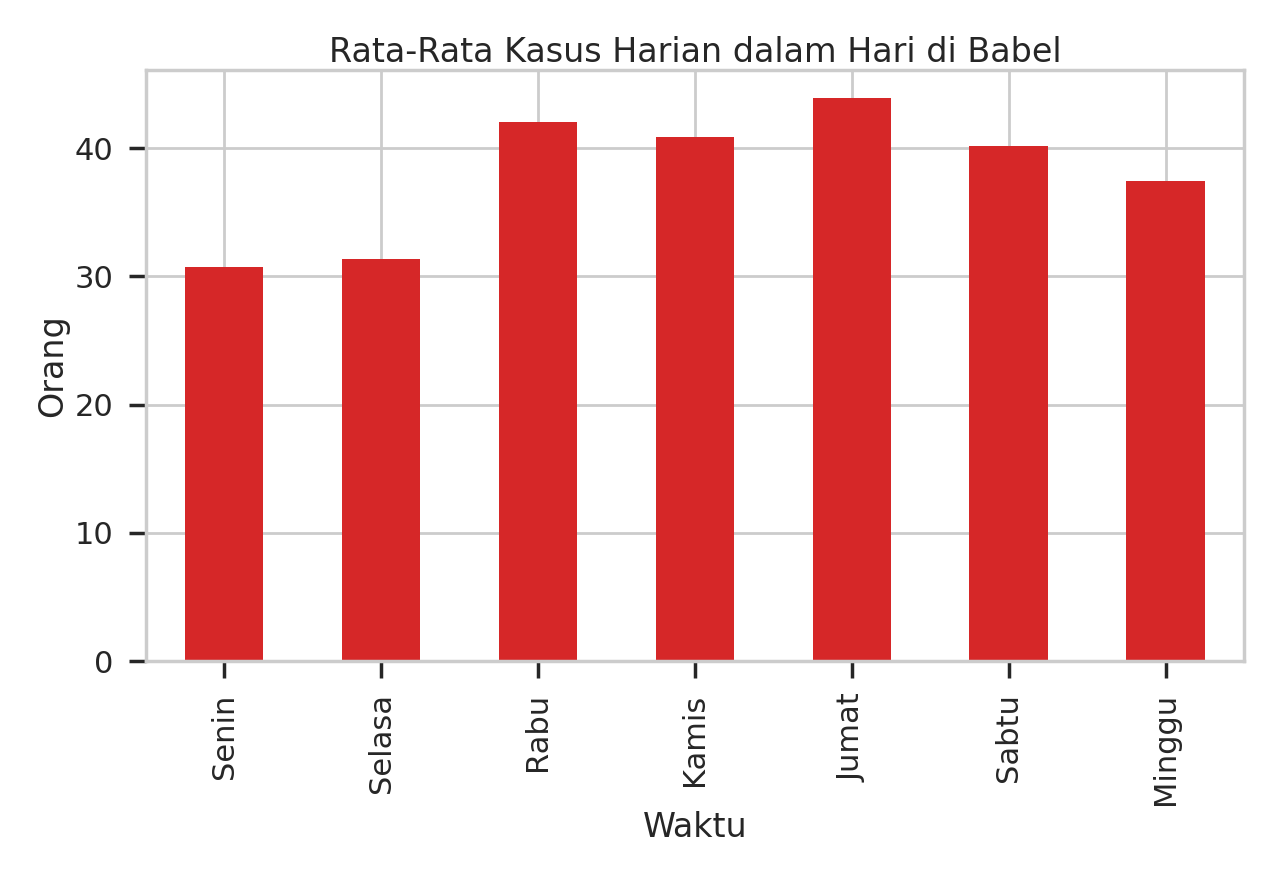 Rata-Rata Kasus Harian dalam Hari di Babel
Orang
40
30
20
10
0
Senin
Selasa
Rabu
Kamis
Jumat
Sabtu
Minggu
Waktu